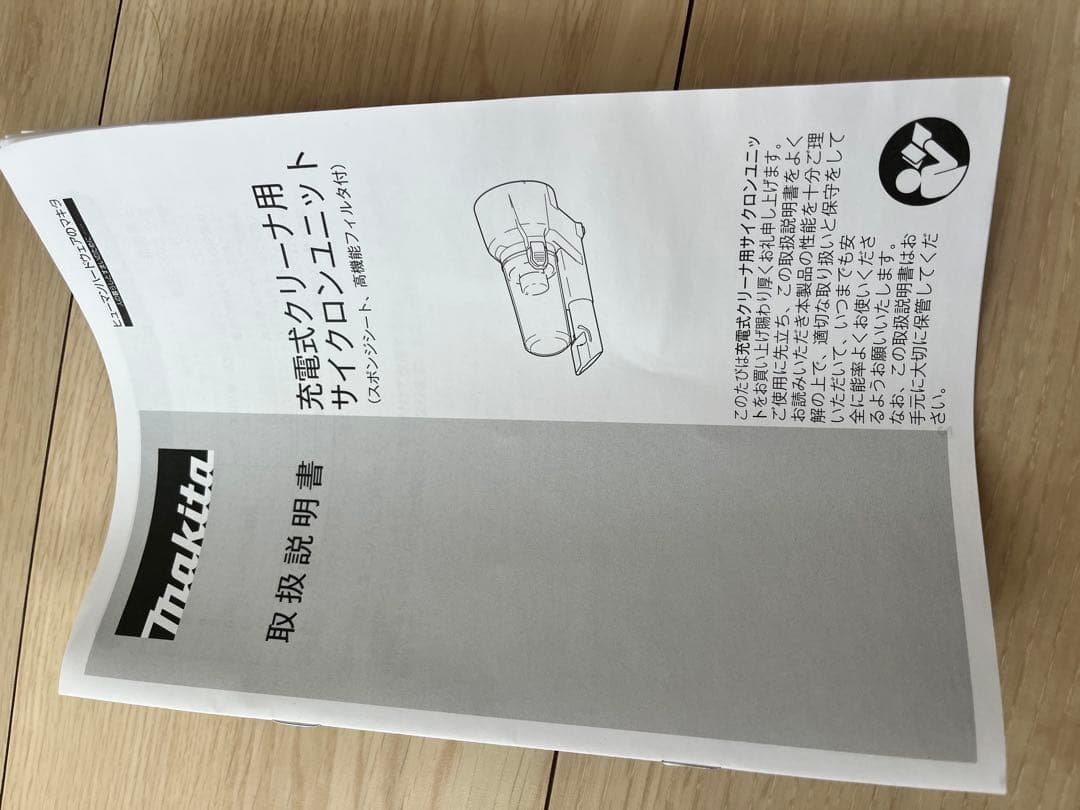 ヒューマンハードウェアのマキタ
makita
取扱説明書
充電式クリーナ用
サイクロンユニット
（スポンジシート、高機能フィルタ付）
このたびは充電式クリーナ用サイクロンユニッ
トをお買い上げ賜わり厚くお礼申し上げます。
ご使用に先立ち、この取扱説明書をよく
お読みいただき本製品の性能を十分ご理
解の上で、適切な取り扱いと保守をして
いただいて、いつまでも安
全に能率よくお使いくださ
るようお願いいたします。
なお、この取扱説明書はお
手元に大切に保管してくだ
さい。